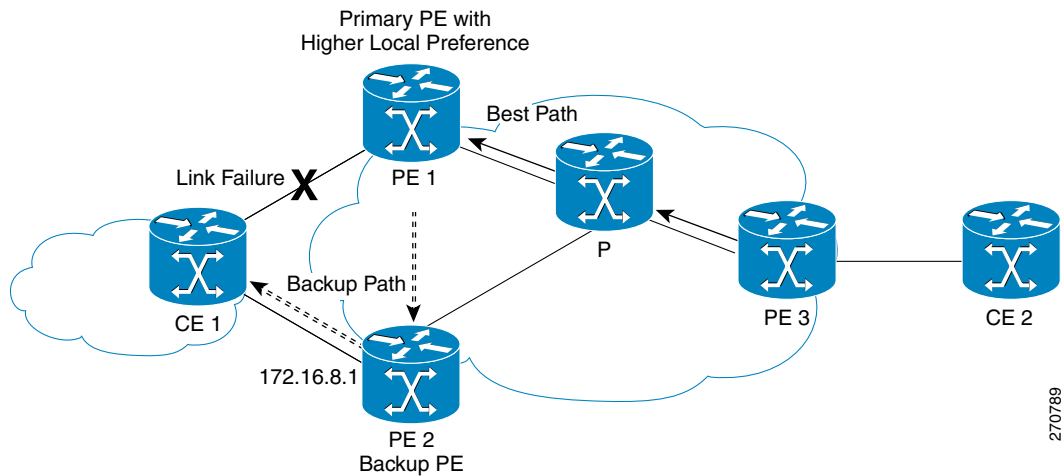 Primary PE with
Higher Local Preference
Best Path
PE 1
Link Failure
X
P
Backup Path
CE 1
PE 3
CE 2
172.16.8.1
PE 2
Backup PE
270789